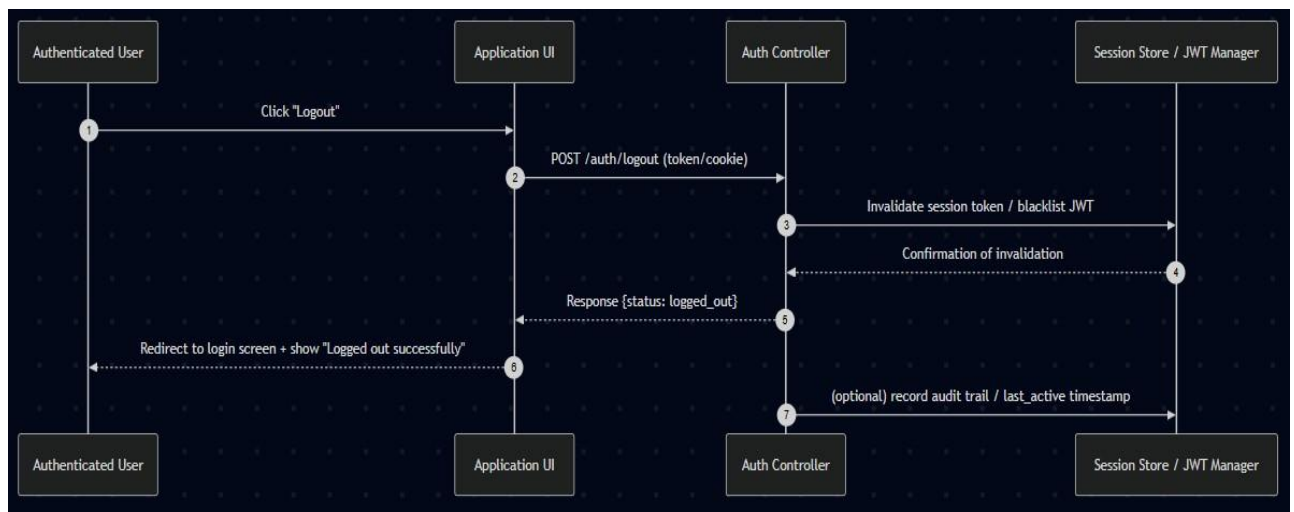 Authenticated User
Application UI
Auth Controller
Session Store / JWT Manager
Click "Logout"
1
POST /auth/logout (token/cookie)
2
Invalidate session token / blacklist JWT
3
Confirmation of invalidation
4
Response {status: logged_out}
5
Redirect to login screen + show "Logged out successfully"
6
(optional) record audit trail / last_active timestamp
7
Authenticated User
Application UI
Auth Controller
Session Store / JWT Manager